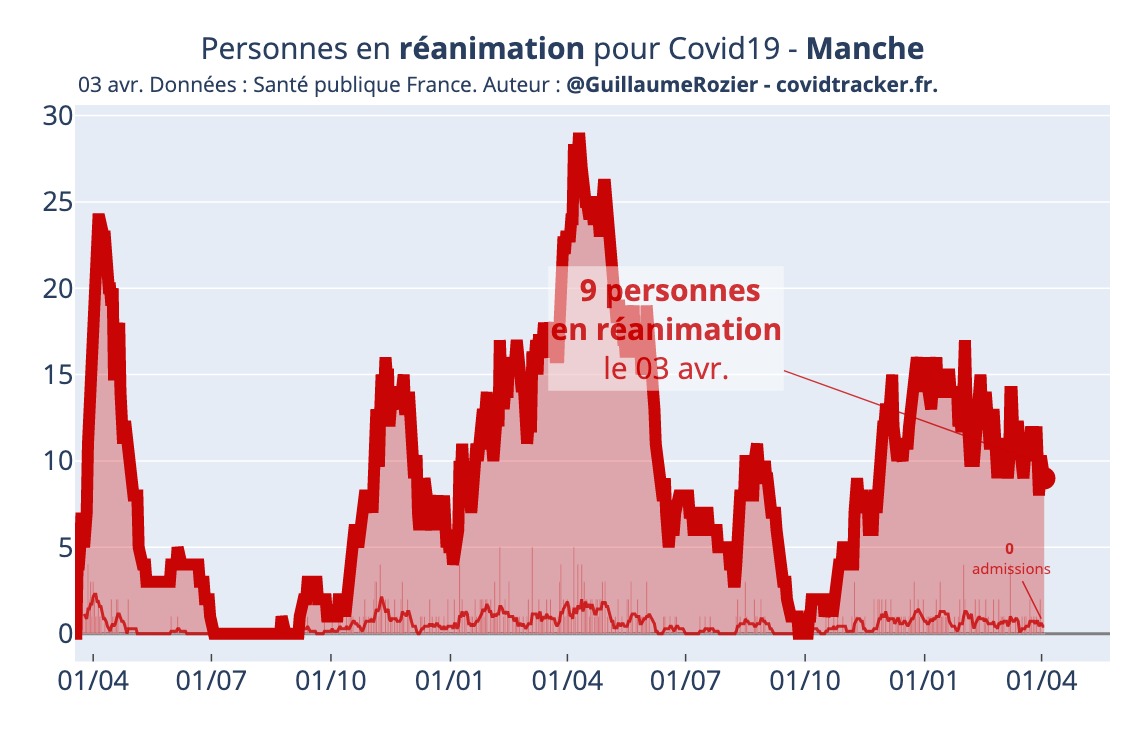 Personnes en réanimation pour Covid19 - Manche
03 avr. Données : Santé publique France. Auteur : @GuillaumeRozier - covidtracker.fr.
30
25
20
15
10
5
0
9 personnes
en réanimation
le 03 avr.
0
admissions
01/04 01/07 01/10 01/01 01/04 01/07 01/10 01/01 01/04